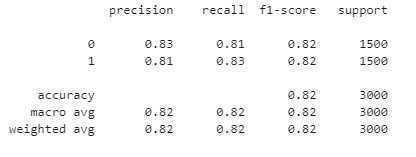 precision recall f1-score support
0 0.83 0.81 0.82 1500
1 0.81 0.83 0.82 1500
accuracy 0.82 3000
macro avg 0.82 0.82 0.82 3000
weighted avg 0.82 0.82 0.82 3000